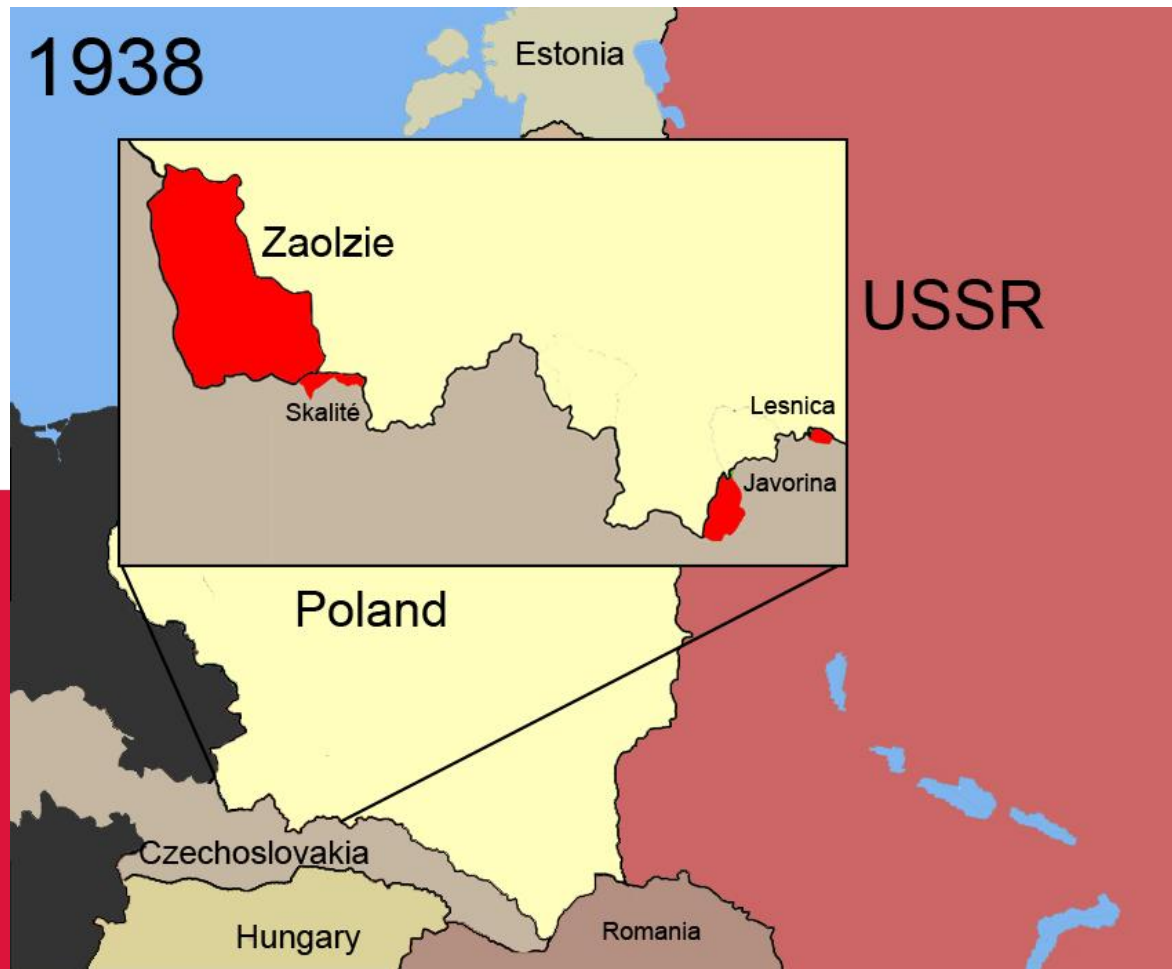 1938
Estonia
Zaolzie
USSR
Skalité
Lesnica
Javorina
Poland
Czechoslovakia
Hungary
Romania